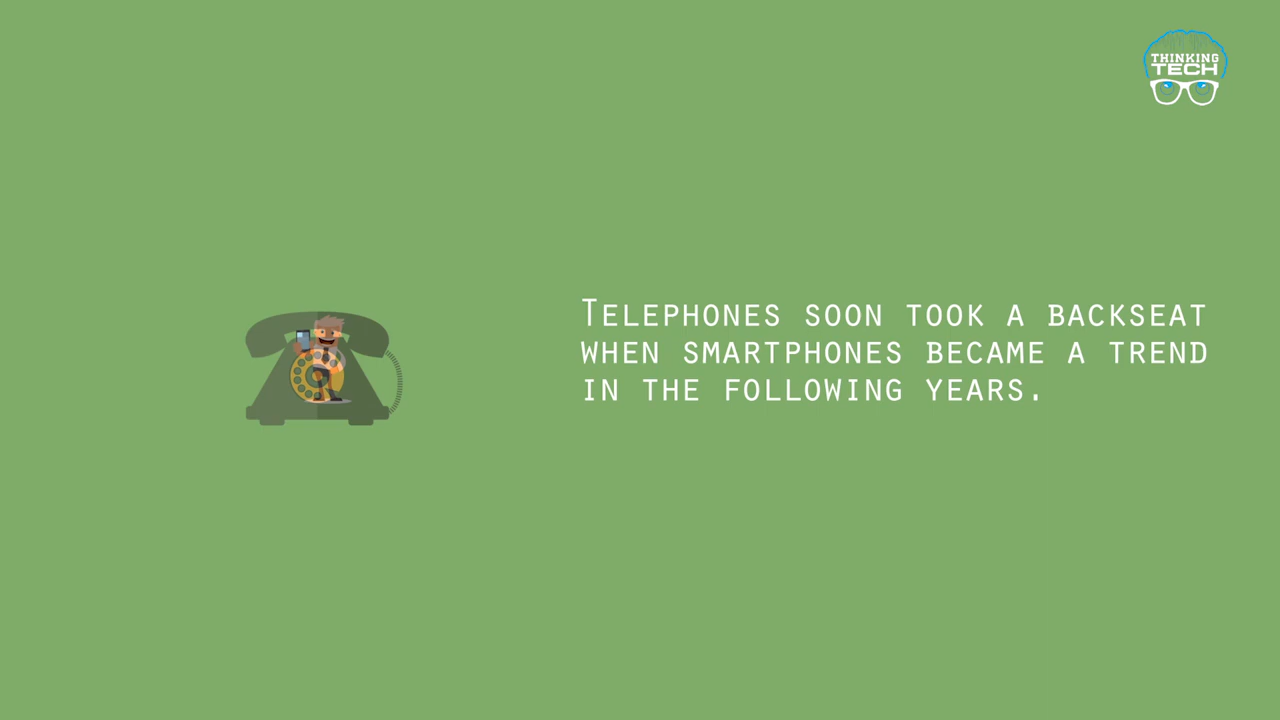 THINKING
TECH
TELEPHONES SOON TOOK A BACKSEAT
WHEN SMARTPHONES BECAME A TREND
IN THE FOLLOWING YEARS.